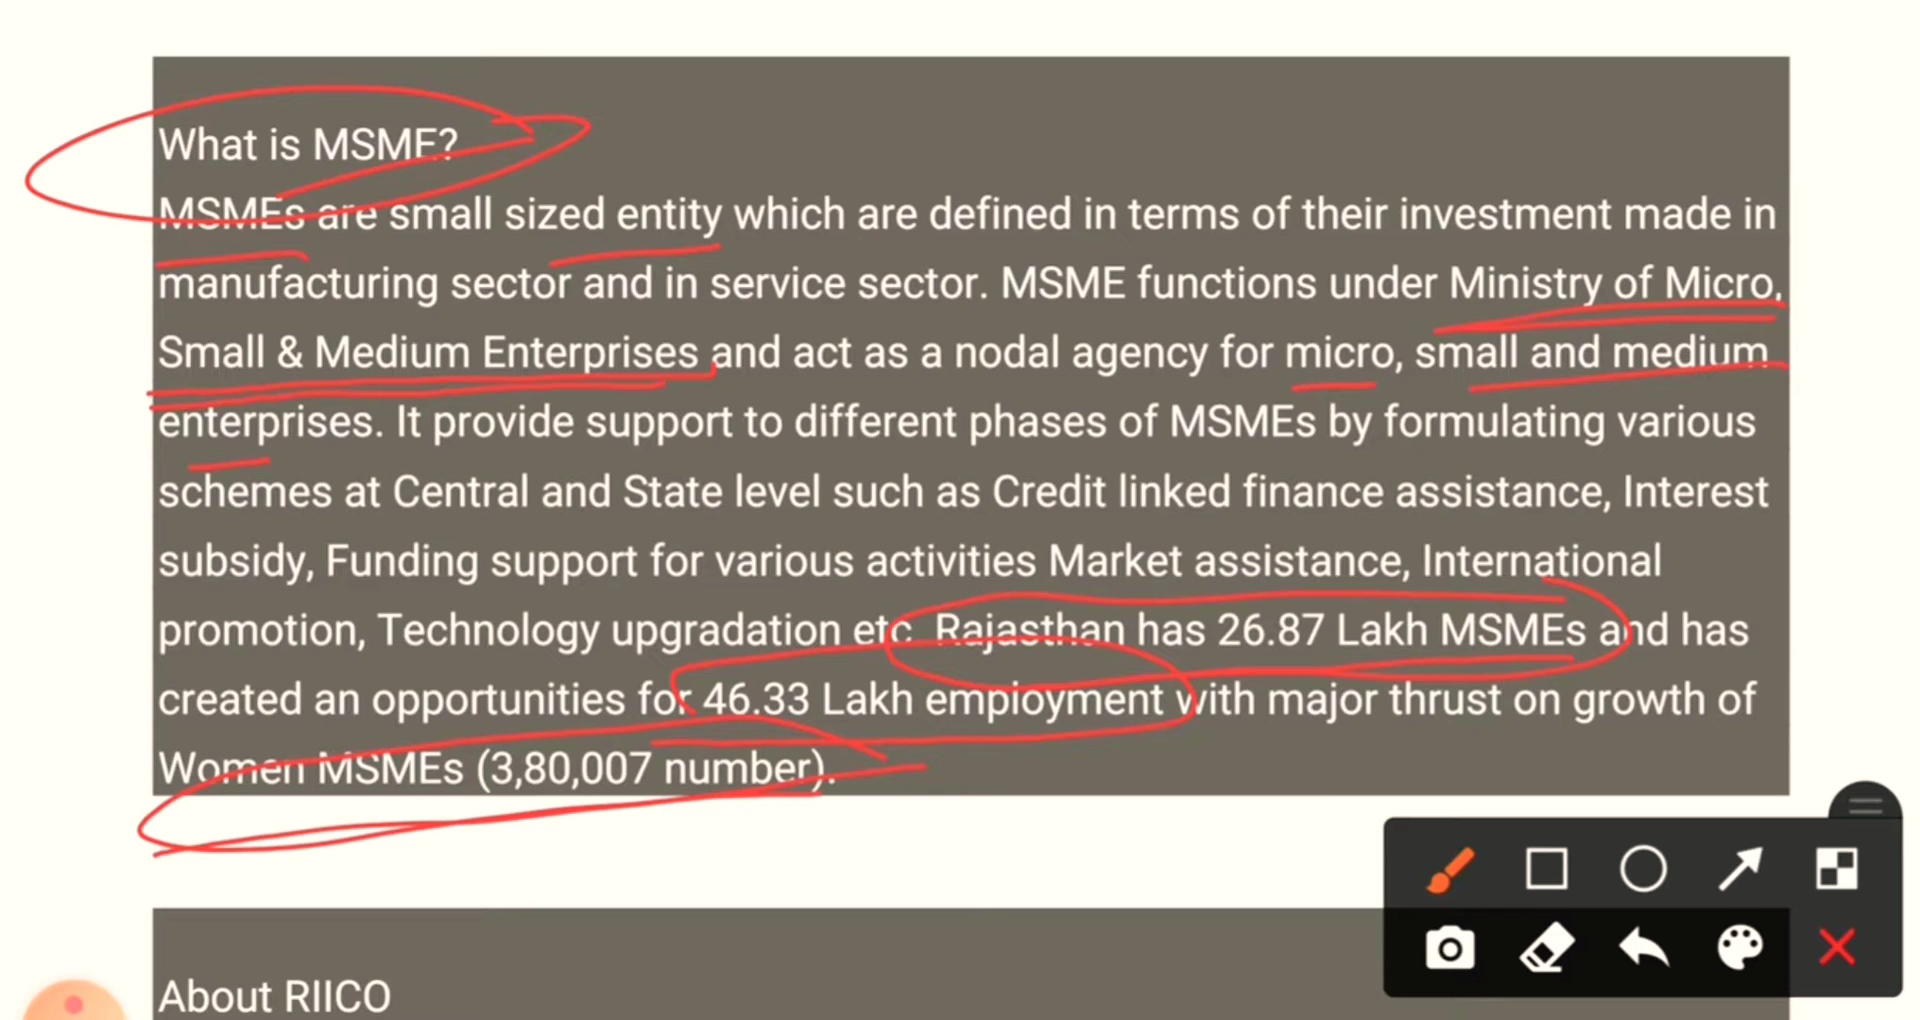 What is MSME?
MSMEs are small sized entity which are defined in terms of their investment made in
manufacturing sector and in service sector. MSME functions under Ministry of Micro,
Small & Medium Enterprises and act as a nodal agency for micro, small and medium
enterprises. It provide support to different phases of MSMEs by formulating various
schemes at Central and State level such as Credit linked finance assistance, Interest
subsidy, Funding support for various activities Market assistance, International
promotion, Technology upgradation etc. Rajasthan has 26.87 Lakh MSMEs and has
created an opportunities for 46.33 Lakh employment with major thrust on growth of
Women MSMEs (3,80,007 number).
About RIICO